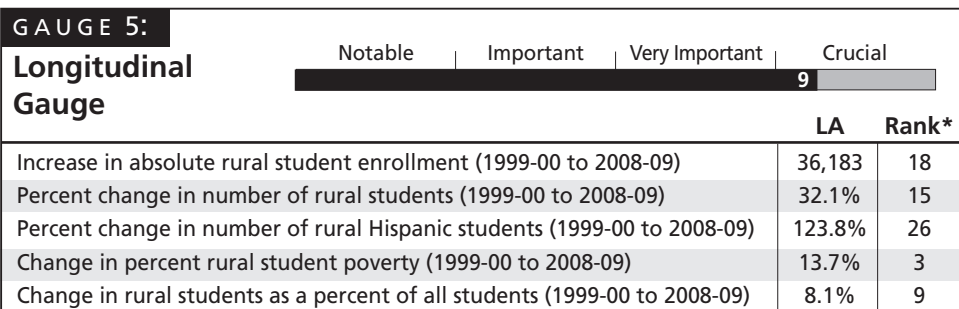 GAUGE 5:
Longitudinal
Gauge
Notable Important Very Important Crucial
9
LA Rank*
Increase in absolute rural student enrollment (1999-00 to 2008-09) 36,183 18
Percent change in number of rural students (1999-00 to 2008-09) 32.1% 15
Percent change in number of rural Hispanic students (1999-00 to 2008-09) 123.8% 26
Change in percent rural student poverty (1999-00 to 2008-09) 13.7% 3
Change in rural students as a percent of all students (1999-00 to 2008-09) 8.1% 9